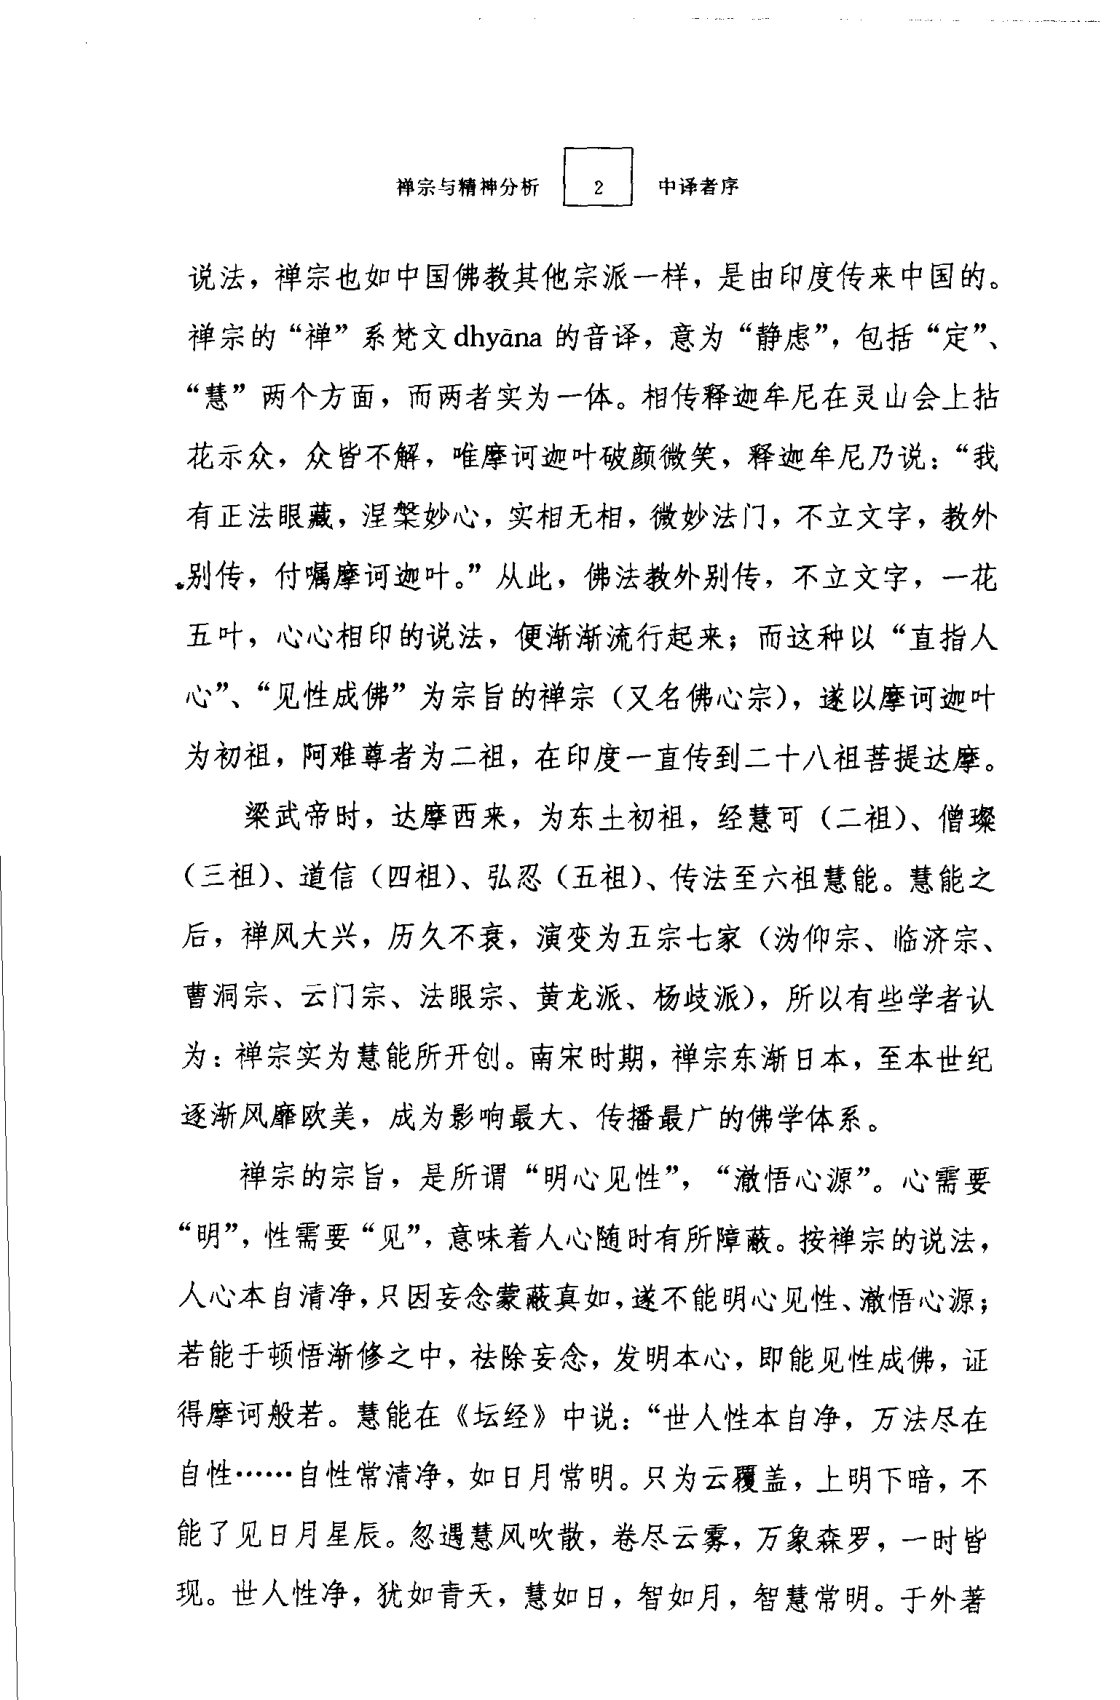 禅宗与精神分析 2 中译者序
说法，禅宗也如中国佛教其他宗派一样，是由印度传来中国的。
禅宗的“禅”系梵文dhyāna 的音译，意为“静虑”，包括“定”、
“慧”两个方面，而两者实为一体。相传释迦牟尼在灵山会上拈
花示众，众皆不解，唯摩诃迦叶破颜微笑，释迦牟尼乃说：“我
有正法眼藏，涅槃妙心，实相无相，微妙法门，不立文字，教外
别传，付嘱摩诃迦叶。”从此，佛法教外别传，不立文字，一花
五叶，心心相印的说法，便渐渐流行起来；而这种以“直指人
心”、“见性成佛”为宗旨的禅宗（又名佛心宗），遂以摩诃迦叶
为初祖，阿难尊者为二祖，在印度一直传到二十八祖菩提达摩。
梁武帝时，达摩西来，为东土初祖，经慧可（二祖）、僧璨
（三祖）、道信（四祖）、弘忍（五祖）、传法至六祖慧能。慧能之
后，禅风大兴，历久不衰，演变为五宗七家（沩仰宗、临济宗、
曹洞宗、云门宗、法眼宗、黄龙派、杨歧派），所以有些学者认
为：禅宗实为慧能所开创。南宋时期，禅宗东渐日本，至本世纪
逐渐风靡欧美，成为影响最大、传播最广的佛学体系。
禅宗的宗旨，是所谓“明心见性”，“澈悟心源”。心需要
“明”，性需要“见”，意味着人心随时有所障蔽。按禅宗的说法，
人心本自清净，只因妄念蒙蔽真如，遂不能明心见性、澈悟心源；
若能于顿悟渐修之中，祛除妄念，发明本心，即能见性成佛，证
得摩诃般若。慧能在《坛经》中说：“世人性本自净，万法尽在
自性……自性常清净，如日月常明。只为云覆盖，上明下暗，不
能了见日月星辰。忽遇慧风吹散，卷尽云雾，万象森罗，一时皆
现。世人性净，犹如青天，慧如日，智如月，智慧常明。于外著